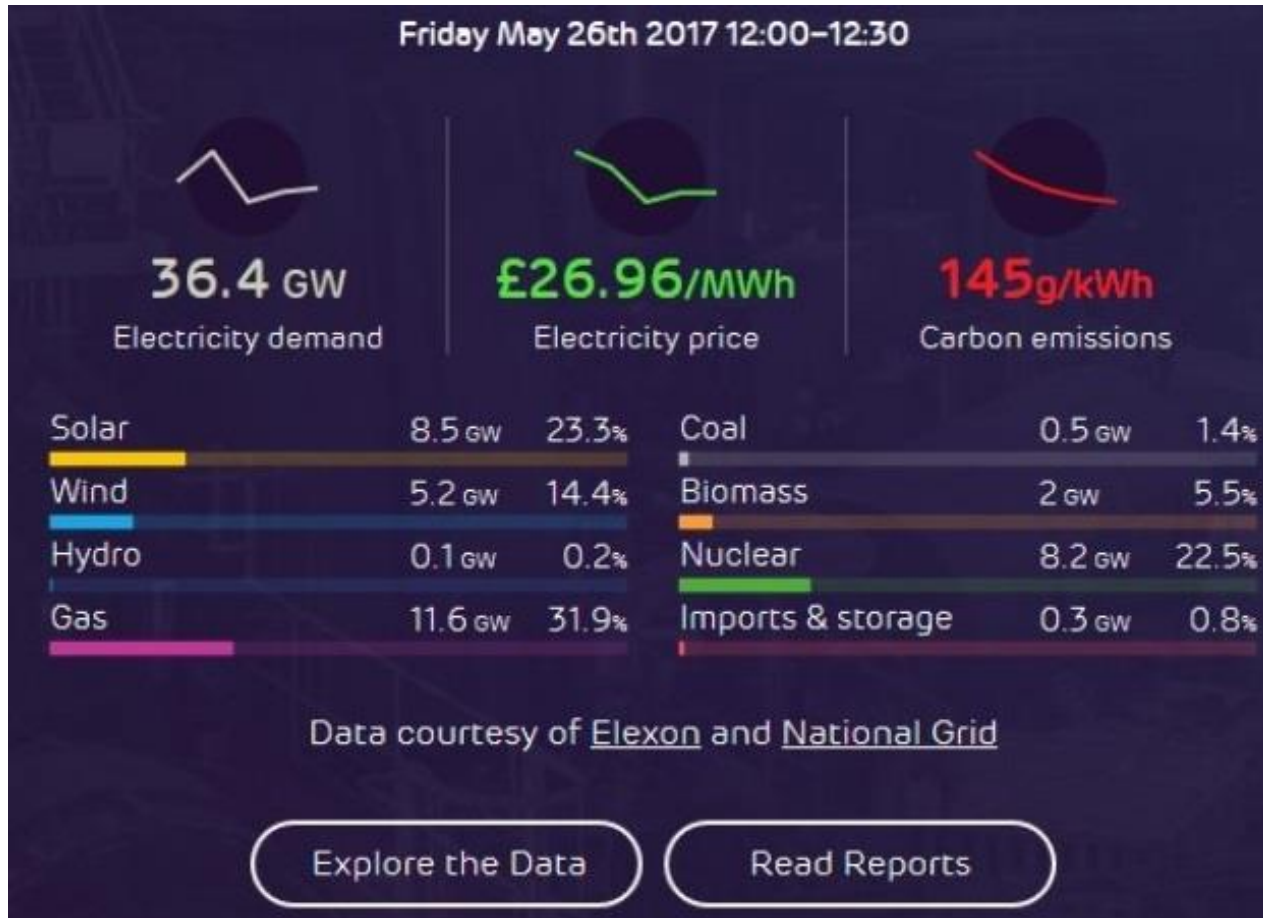 Friday May 26th 2017 12:00–12:30
36.4 GW
Electricity demand
£26.96/MWh
Electricity price
145g/kWh
Carbon emissions
Solar 8.5 GW 23.3%
Wind 5.2 GW 14.4%
Hydro 0.1 GW 0.2%
Gas 11.6 GW 31.9%
Coal 0.5 GW 1.4%
Biomass 2 GW 5.5%
Nuclear 8.2 GW 22.5%
Imports & storage 0.3 GW 0.8%
Data courtesy of Elexon and National Grid
Explore the Data
Read Reports